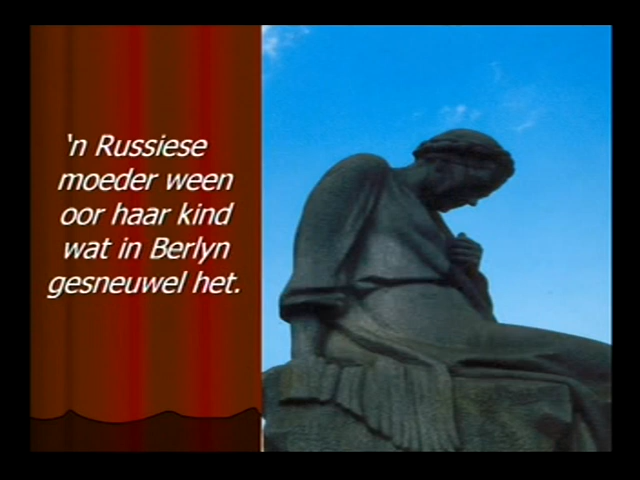 'n Russiese
moeder ween
oor haar kind
wat in Berlyn
gesneuwel het.